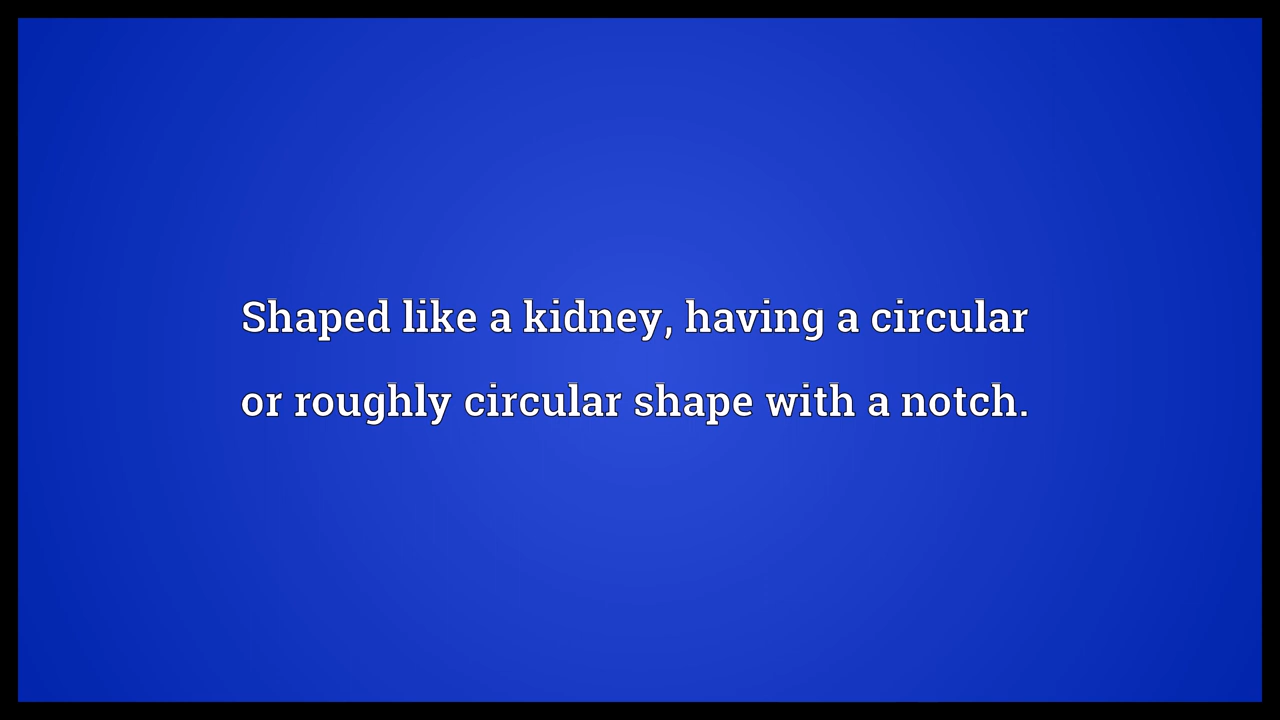 Shaped like a kidney, having a circular
or roughly circular shape with a notch.